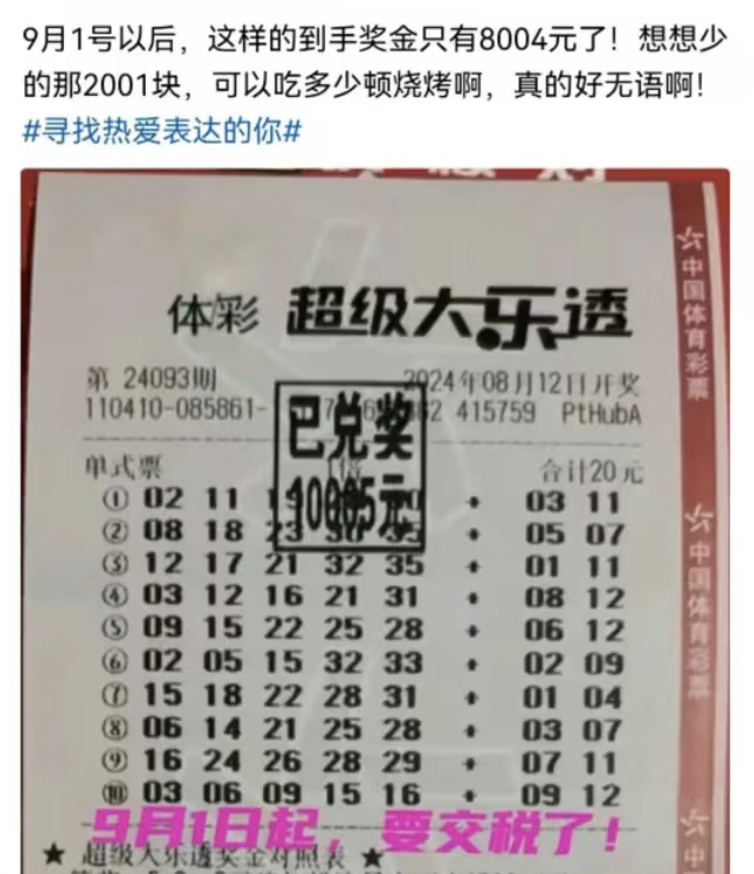 9月1号以后，这样的到手奖金只有8004元了！想想少
的那2001块，可以吃多少顿烧烤啊，真的好无语啊！
#寻找热爱表达的你#
体彩 超级大乐透
第 24093期 2024年08月12日开奖
110410-085861- 415759 PtHubA
已兑奖
10005元
单式票 1倍 合计20元
① 02 11 + 03 11
② 08 18 23 30 35 + 05 07
③ 12 17 21 32 35 + 01 11
④ 03 12 16 21 31 + 08 12
⑤ 09 15 22 25 28 + 06 12
⑥ 02 05 15 32 33 + 02 09
⑦ 15 18 22 28 31 + 01 04
⑧ 06 14 21 25 28 + 03 07
⑨ 16 24 26 28 29 + 07 11
⑩ 03 06 09 15 16 + 09 12
9月1日起，要交税了！
★ 超级大乐透奖金对照表 ★
中国体育彩票
中国体育彩票
中